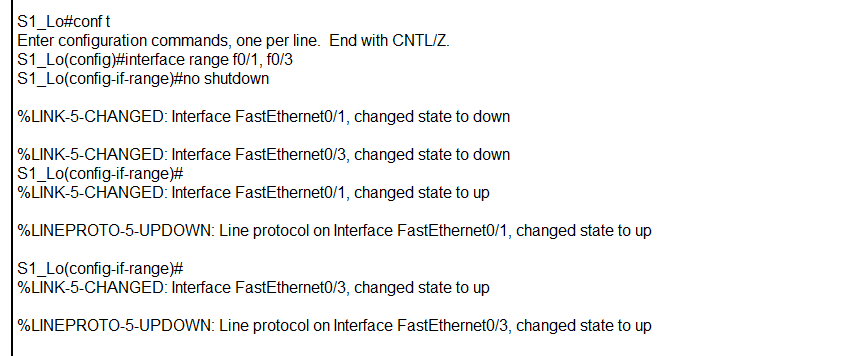 S1_Lo#conf t
Enter configuration commands, one per line.  End with CNTL/Z.
S1_Lo(config)#interface range f0/1, f0/3
S1_Lo(config-if-range)#no shutdown
%LINK-5-CHANGED: Interface FastEthernet0/1, changed state to down
%LINK-5-CHANGED: Interface FastEthernet0/3, changed state to down
S1_Lo(config-if-range)#
%LINK-5-CHANGED: Interface FastEthernet0/1, changed state to up
%LINEPROTO-5-UPDOWN: Line protocol on Interface FastEthernet0/1, changed state to up
S1_Lo(config-if-range)#
%LINK-5-CHANGED: Interface FastEthernet0/3, changed state to up
%LINEPROTO-5-UPDOWN: Line protocol on Interface FastEthernet0/3, changed state to up